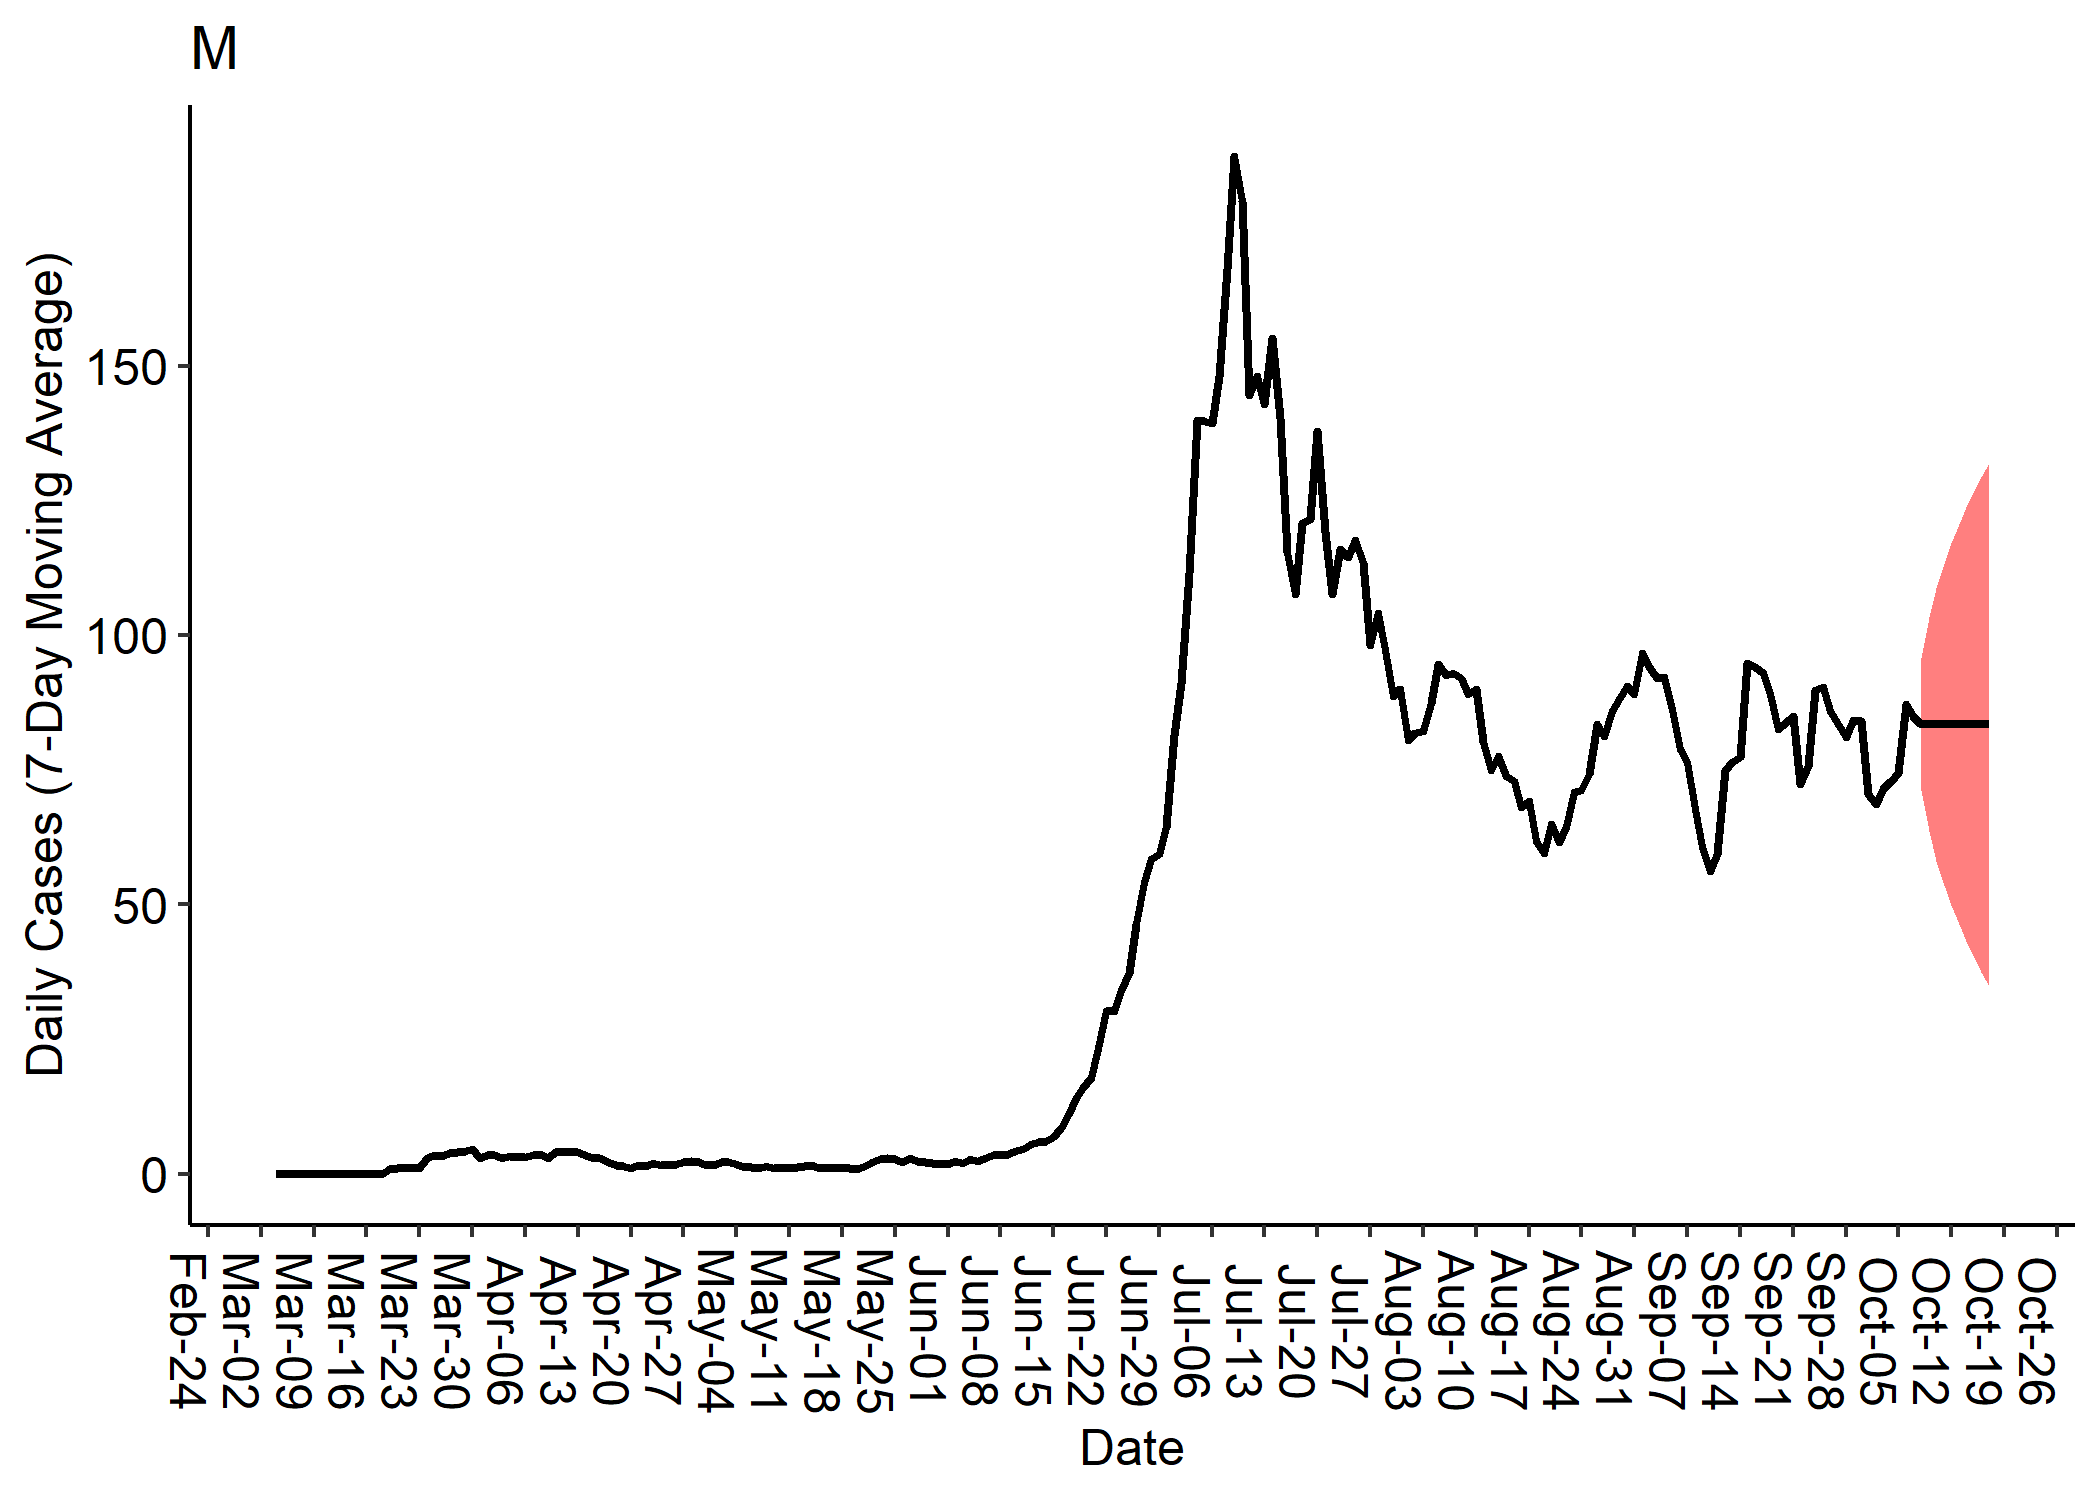 M
Daily Cases (7-Day Moving Average)
150
100
50
0
Feb-24
Mar-02
Mar-09
Mar-16
Mar-23
Mar-30
Apr-06
Apr-13
Apr-20
Apr-27
May-04
May-11
May-18
May-25
Jun-01
Jun-08
Jun-15
Jun-22
Jun-29
Jul-06
Jul-13
Jul-20
Jul-27
Aug-03
Aug-10
Aug-17
Aug-24
Aug-31
Sep-07
Sep-14
Sep-21
Sep-28
Oct-05
Oct-12
Oct-19
Oct-26
Date